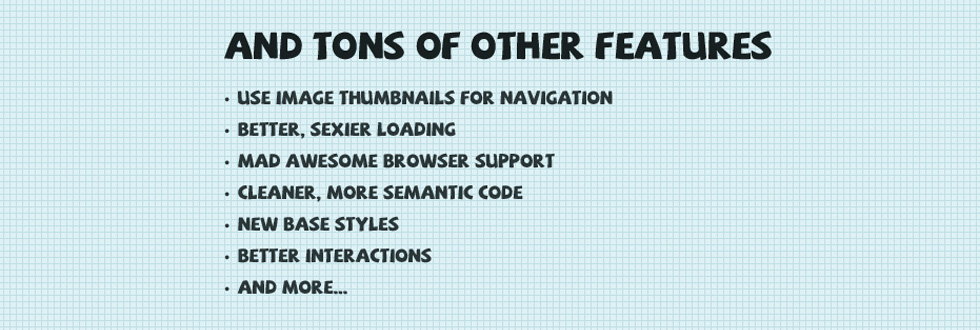 AND TONS OF OTHER FEATURES
• USE IMAGE THUMBNAILS FOR NAVIGATION
• BETTER, SEXIER LOADING
• MAD AWESOME BROWSER SUPPORT
• CLEANER, MORE SEMANTIC CODE
• NEW BASE STYLES
• BETTER INTERACTIONS
• AND MORE...